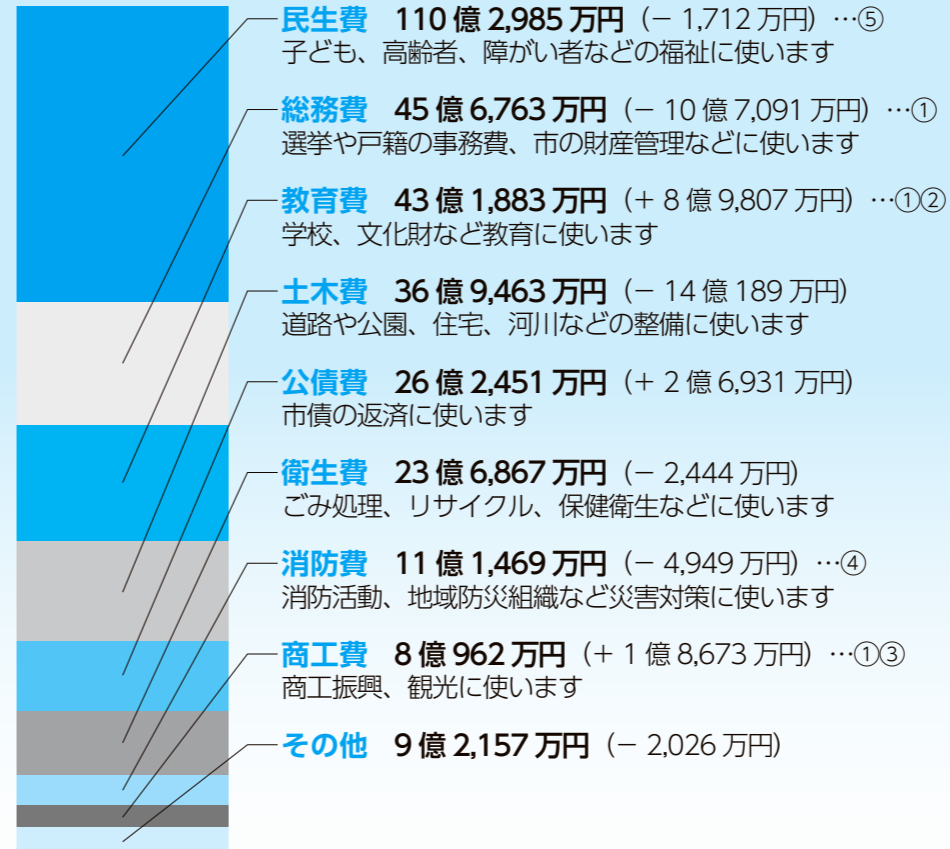 民生費 110億2,985万円（－1,712万円）…⑤
子ども、高齢者、障がい者などの福祉に使います
総務費 45億6,763万円（－10億7,091万円）…①
選挙や戸籍の事務費、市の財産管理などに使います
教育費 43億1,883万円（＋8億9,807万円）…①②
学校、文化財など教育に使います
土木費 36億9,463万円（－14億189万円）
道路や公園、住宅、河川などの整備に使います
公債費 26億2,451万円（＋2億6,931万円）
市債の返済に使います
衛生費 23億6,867万円（－2,444万円）
ごみ処理、リサイクル、保健衛生などに使います
消防費 11億1,469万円（－4,949万円）…④
消防活動、地域防災組織など災害対策に使います
商工費 8億962万円（＋1億8,673万円）…①③
商工振興、観光に使います
その他 9億2,157万円（－2,026万円）